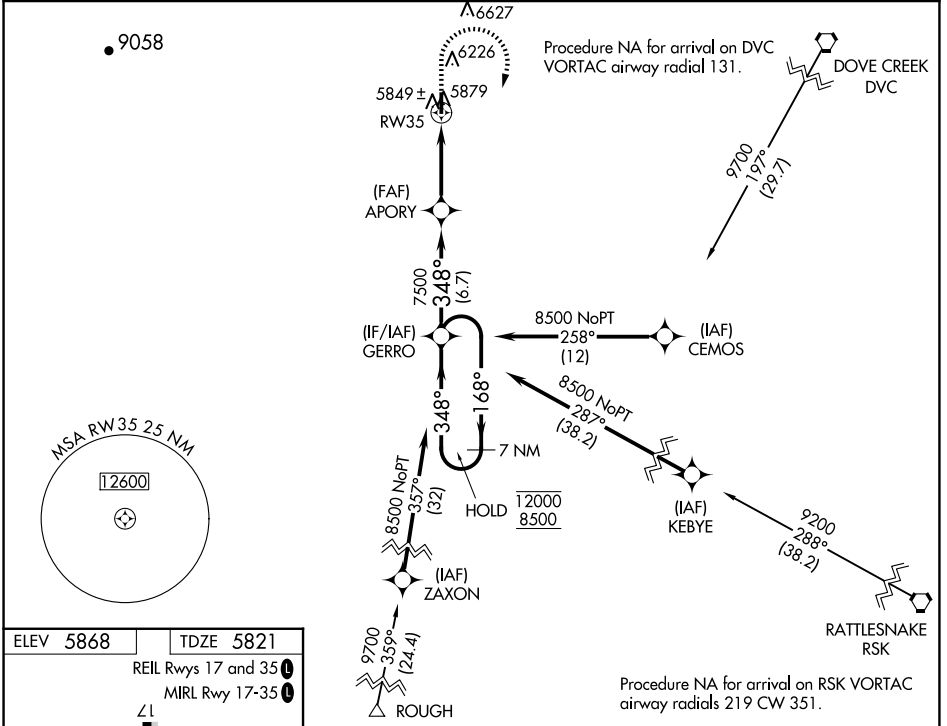 6627
9058
6226
Procedure NA for arrival on DVC
VORTAC airway radial 131.
DOVE CREEK
DVC
5849 ±
5879
RW35
9700
197°
(29.7)
(FAF)
APORY
7500
348°
(6.7)
(IF/IAF)
GERRO
8500 NoPT
258°
(12)
(IAF)
CEMOS
348°
168°
8500 NoPT
287°
(38.2)
7 NM
MSA RW35 25 NM
12600
8500 NoPT
357°
(32)
HOLD
12000
8500
(IAF)
KEBYE
9200
288°
(38.2)
(IAF)
ZAXON
RATTLESNAKE
RSK
ELEV 5868
TDZE 5821
REIL Rwys 17 and 35 L
MIRL Rwy 17-35 L
17
9700
359°
(24.4)
ROUGH
Procedure NA for arrival on RSK VORTAC
airway radials 219 CW 351.